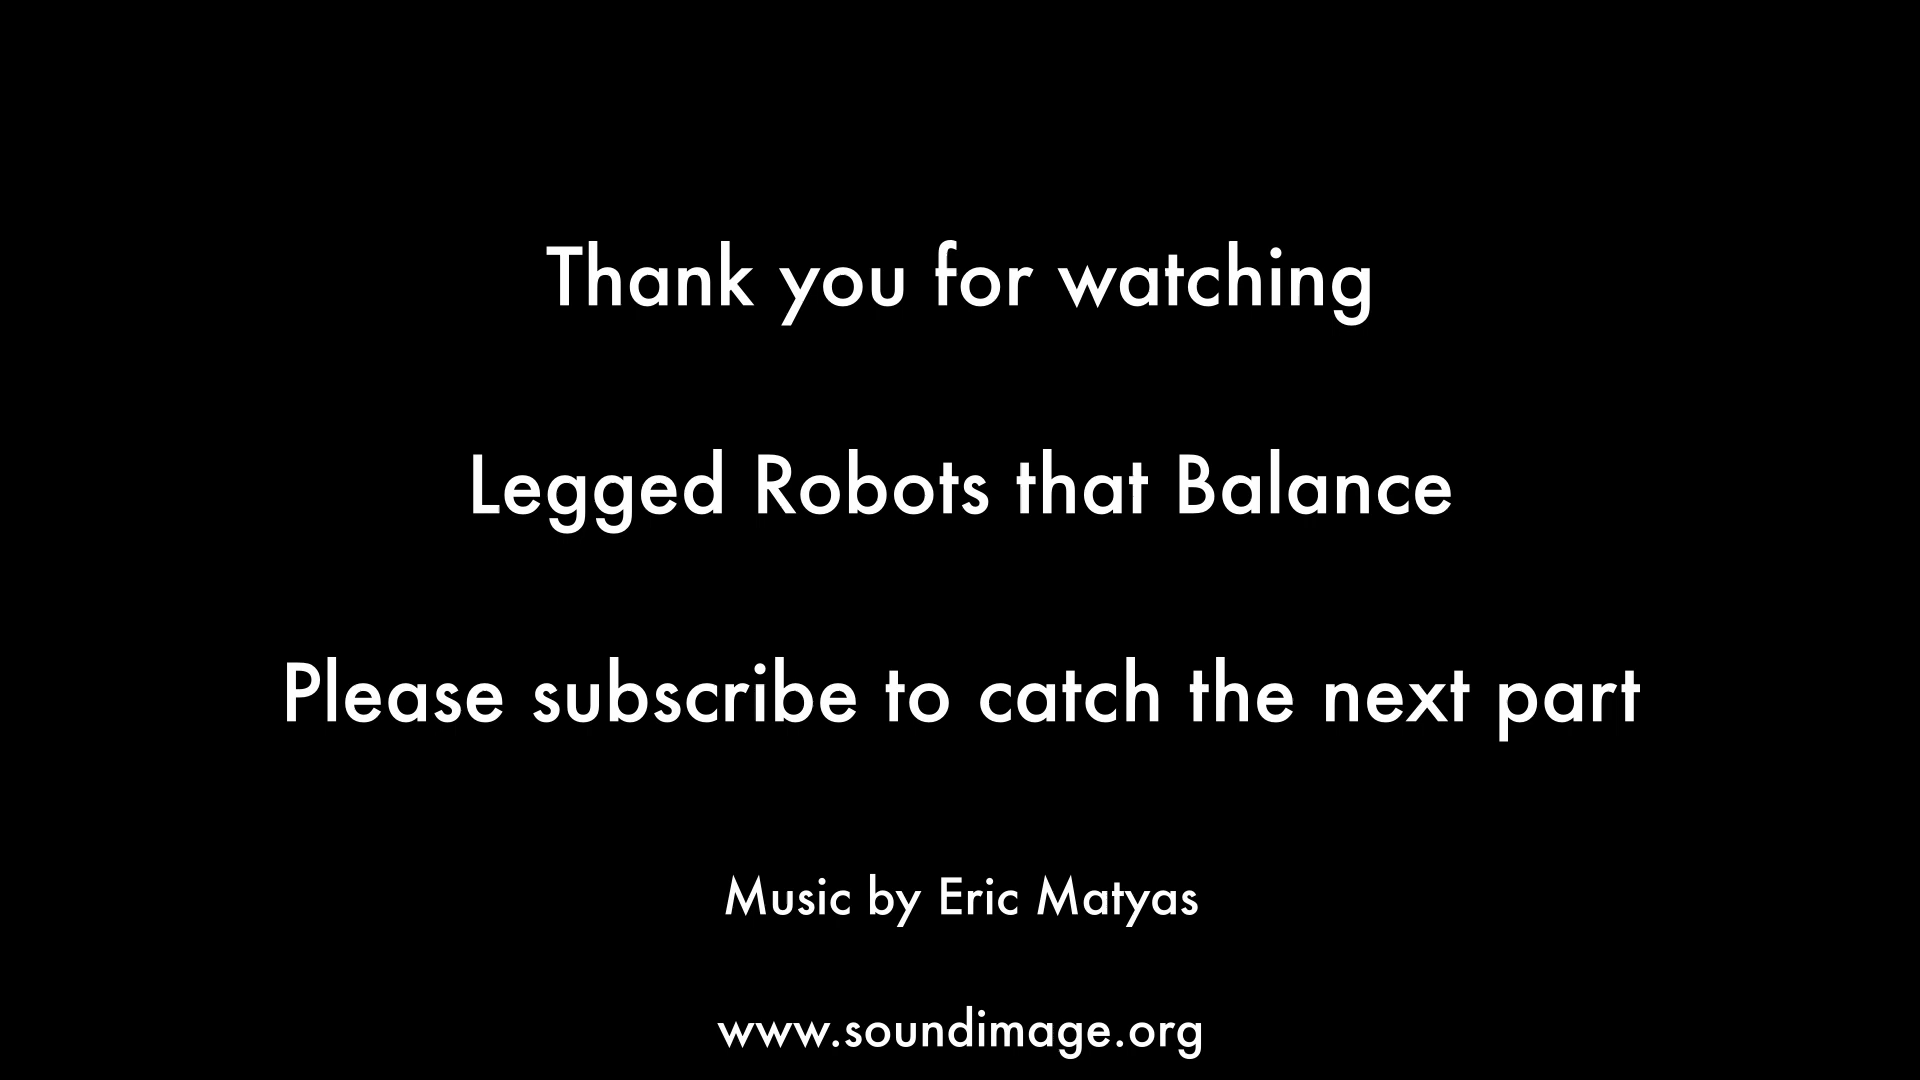 Thank you for watching
Legged Robots that Balance
Please subscribe to catch the next part
Music by Eric Matyas
www.soundimage.org